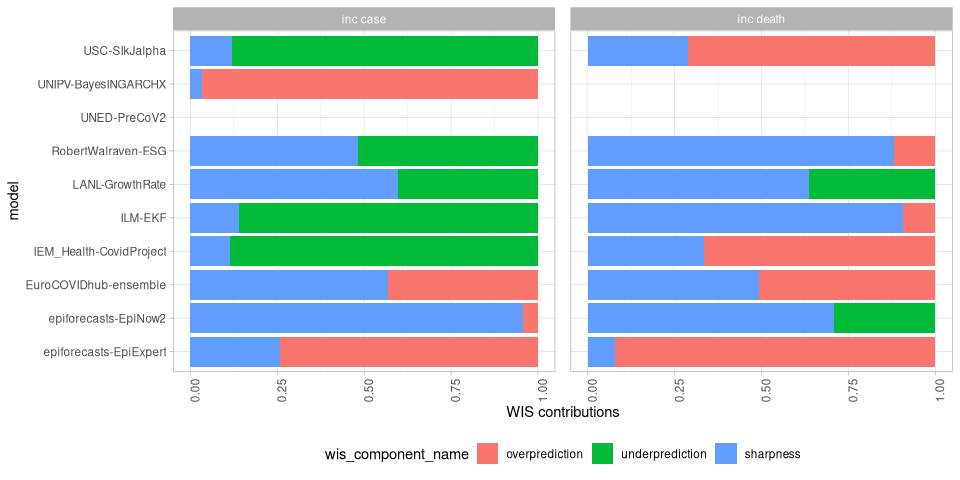 inc case
inc death
model
USC-SIkJalpha
UNIPV-BayesINGARCHX
UNED-PreCoV2
RobertWalraven-ESG
LANL-GrowthRate
ILM-EKF
IEM_Health-CovidProject
EuroCOVIDhub-ensemble
epiforecasts-EpiNow2
epiforecasts-EpiExpert
0.00 0.25 0.50 0.75 1.00
0.00 0.25 0.50 0.75 1.00
WIS contributions
wis_component_name overprediction underprediction sharpness